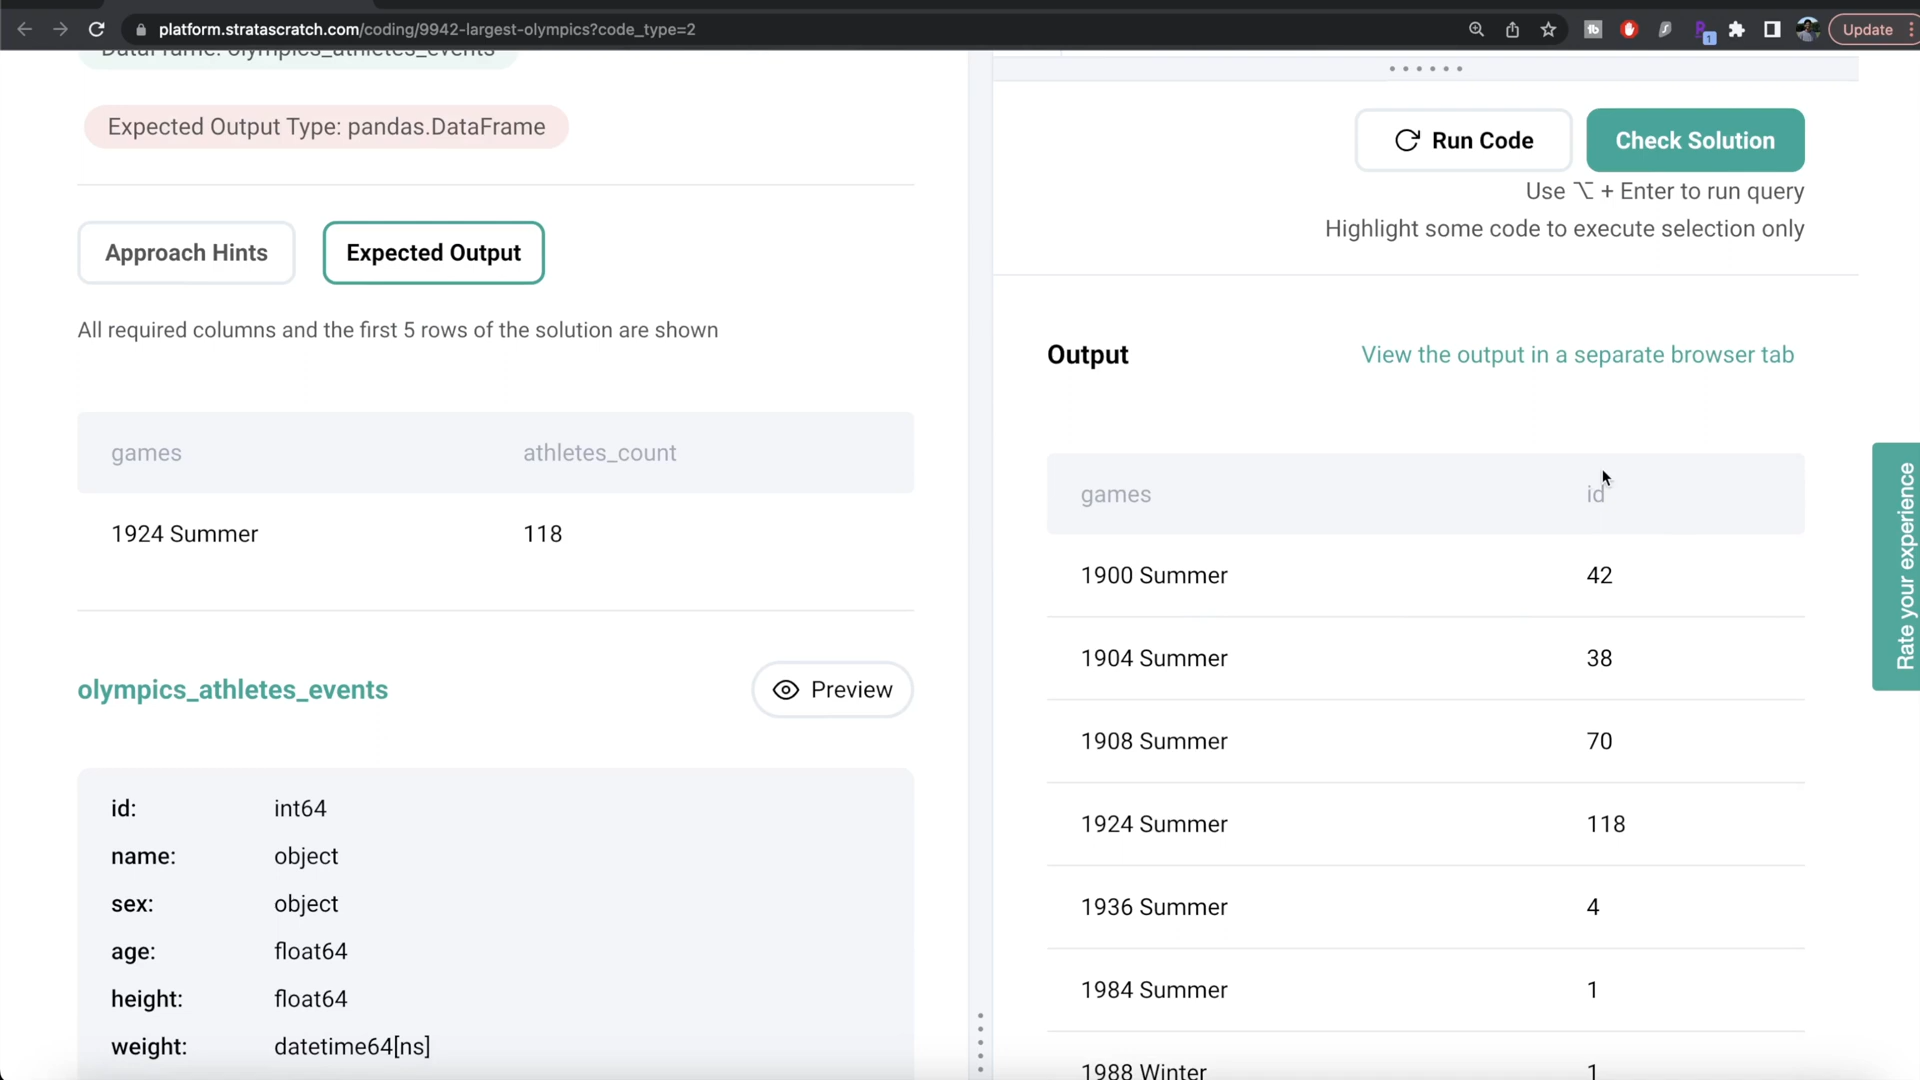 platform.stratascratch.com/coding/9942-largest-olympics?code_type=2
Update
1
DataFrame: olympics_athletes_events
Expected Output Type: pandas.DataFrame
Approach Hints
Expected Output
All required columns and the first 5 rows of the solution are shown
games athletes_count
1924 Summer 118
olympics_athletes_events
Preview
id: int64
name: object
sex: object
age: float64
height: float64
weight: datetime64[ns]
Run Code
Check Solution
Use ⌥ + Enter to run query
Highlight some code to execute selection only
Output
View the output in a separate browser tab
games id
1900 Summer 42
1904 Summer 38
1908 Summer 70
1924 Summer 118
1936 Summer 4
1984 Summer 1
1988 Winter 1
Rate your experience